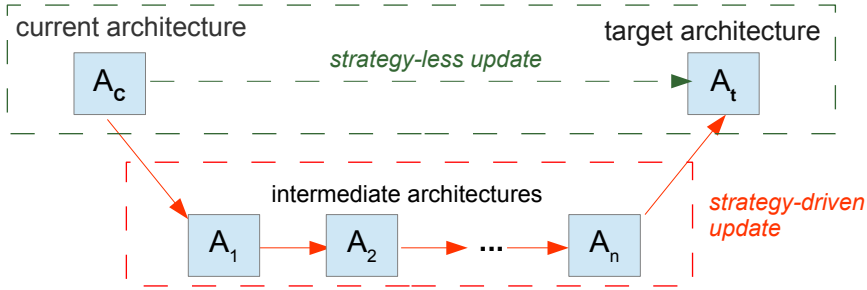 current architecture
target architecture
strategy-less update
Ac
At
intermediate architectures
strategy-driven
update
A1
A2
...
An